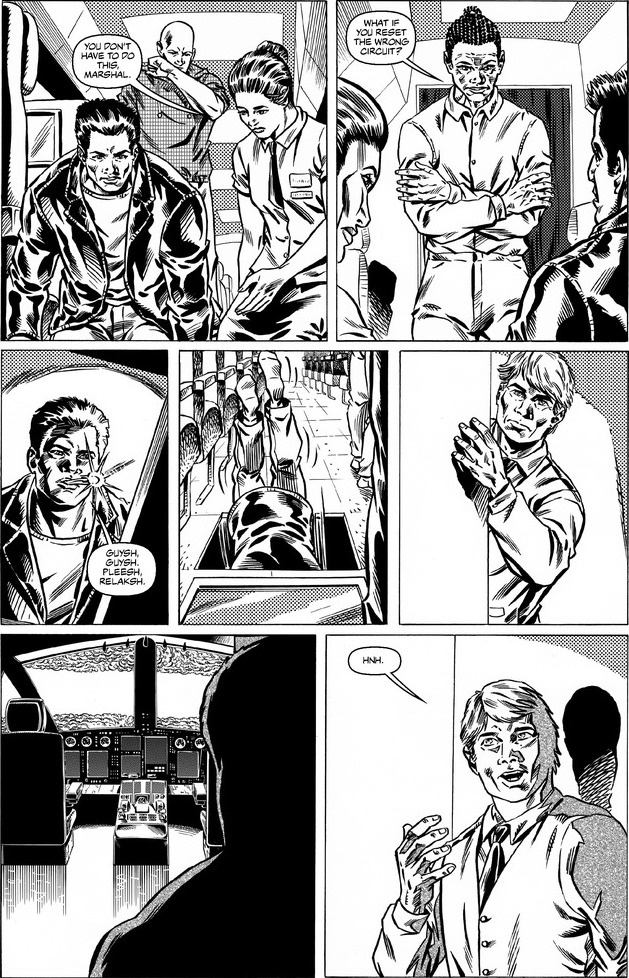 YOU DON'T
HAVE TO DO
THIS,
MARSHAL.
WHAT IF
YOU RESET
THE WRONG
CIRCUIT?
GUYSH,
GUYSH.
PLEESH,
RELAKSH.
HNH.